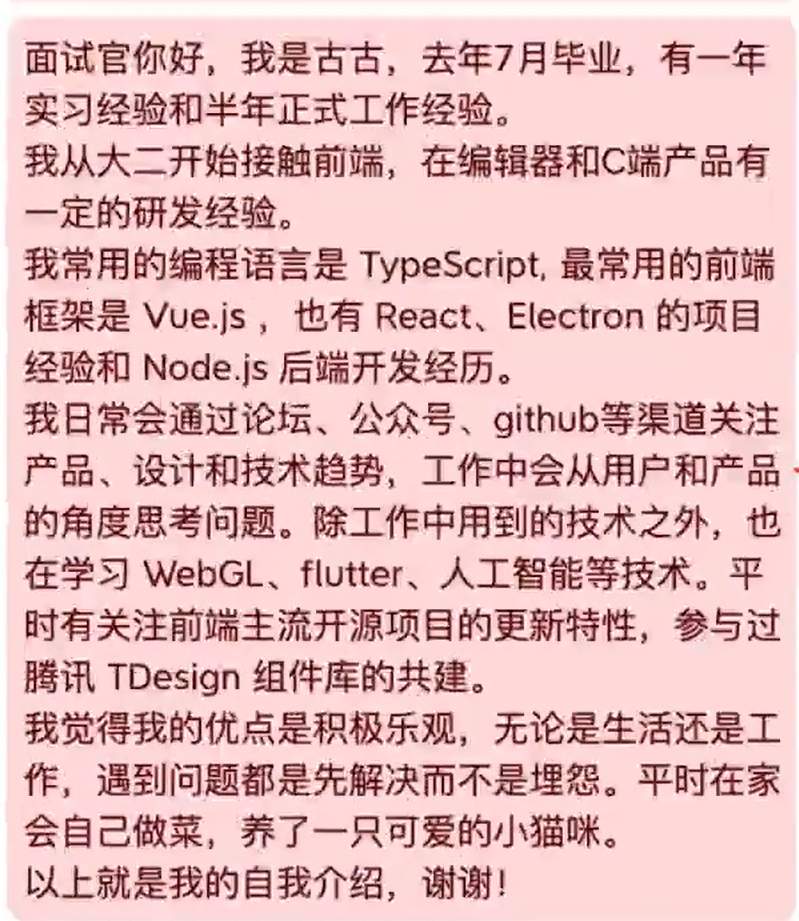 面试官你好，我是古古，去年7月毕业，有一年
实习经验和半年正式工作经验。
我从大二开始接触前端，在编辑器和C端产品有
一定的研发经验。
我常用的编程语言是 TypeScript, 最常用的前端
框架是 Vue.js ，也有 React、Electron 的项目
经验和 Node.js 后端开发经历。
我日常会通过论坛、公众号、github等渠道关注
产品、设计和技术趋势，工作中会从用户和产品
的角度思考问题。除工作中用到的技术之外，也
在学习 WebGL、flutter、人工智能等技术。平
时有关注前端主流开源项目的更新特性，参与过
腾讯 TDesign 组件库的共建。
我觉得我的优点是积极乐观，无论是生活还是工
作，遇到问题都是先解决而不是埋怨。平时在家
会自己做菜，养了一只可爱的小猫咪。
以上就是我的自我介绍，谢谢！